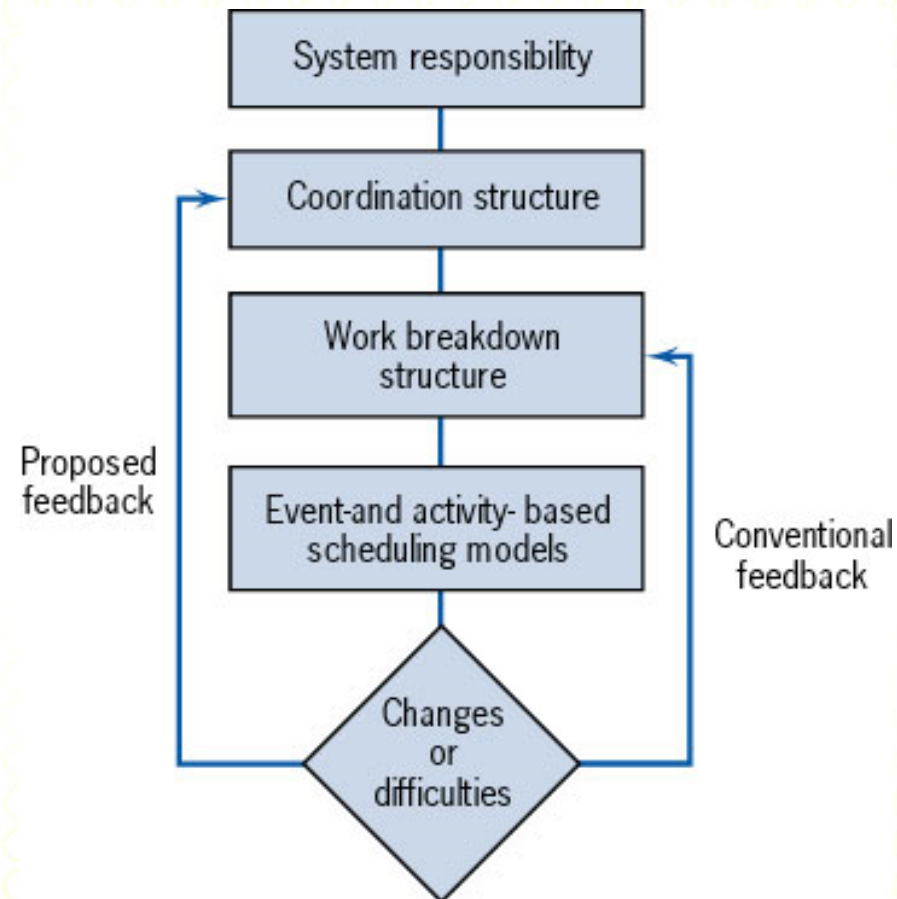 System responsibility
Coordination structure
Work breakdown
structure
Proposed
feedback
Event-and activity- based
scheduling models
Conventional
feedback
Changes
or
difficulties